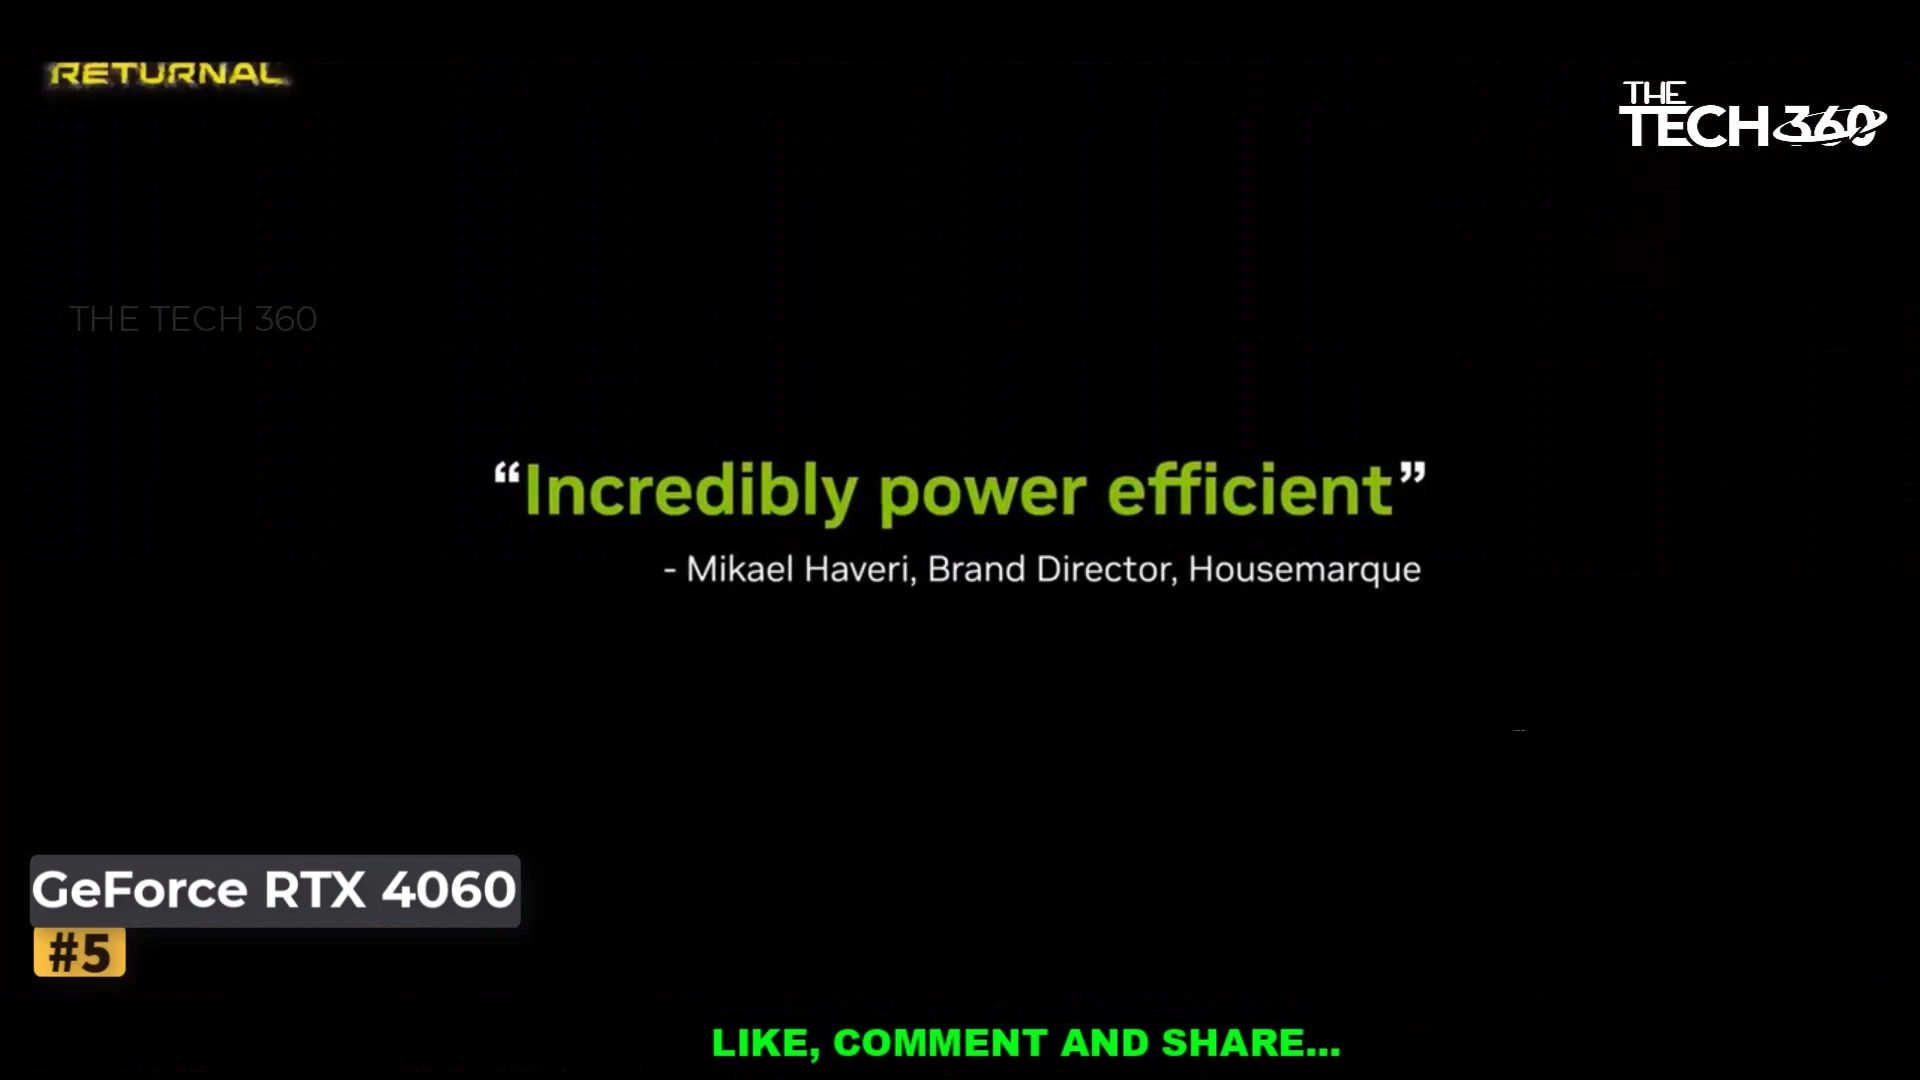 RETURNAL
THE
TECH 360
THE TECH 360
“Incredibly power efficient”
- Mikael Haveri, Brand Director, Housemarque
GeForce RTX 4060
#5
LIKE, COMMENT AND SHARE...